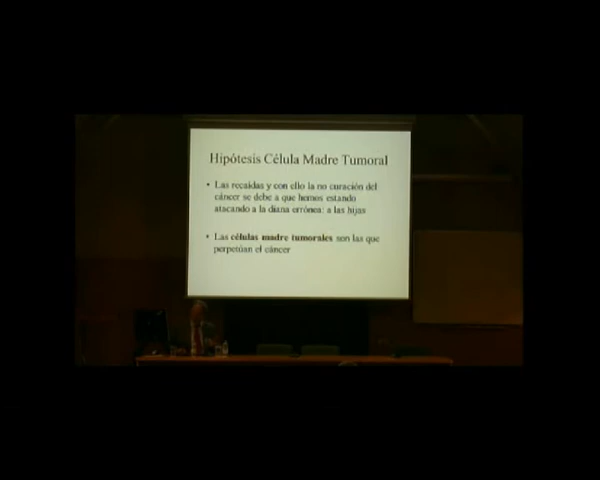 Hipótesis Célula Madre Tumoral
• Las recaídas y con ello la no curación del
cáncer se debe a que hemos estando
atacando a la diana errónea: a las hijas
• Las células madre tumorales son las que
perpetúan el cáncer